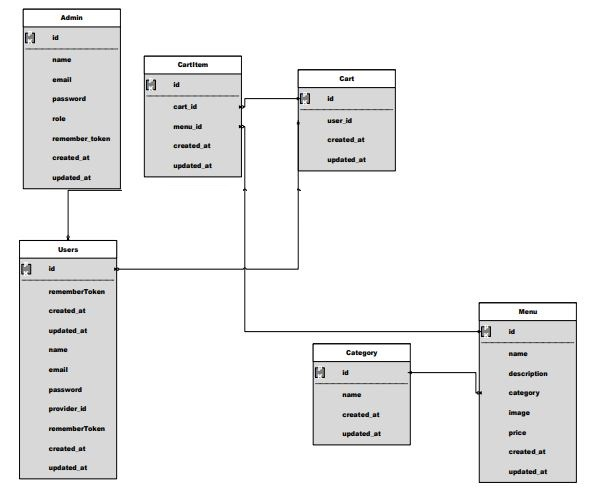 Admin
id
name
email
password
role
remember_token
created_at
updated_at
CartItem
id
cart_id
menu_id
created_at
updated_at
Cart
id
user_id
created_at
updated_at
Users
id
rememberToken
created_at
updated_at
name
email
password
provider_id
rememberToken
created_at
updated_at
Category
id
name
created_at
updated_at
Menu
id
name
description
category
image
price
created_at
updated_at